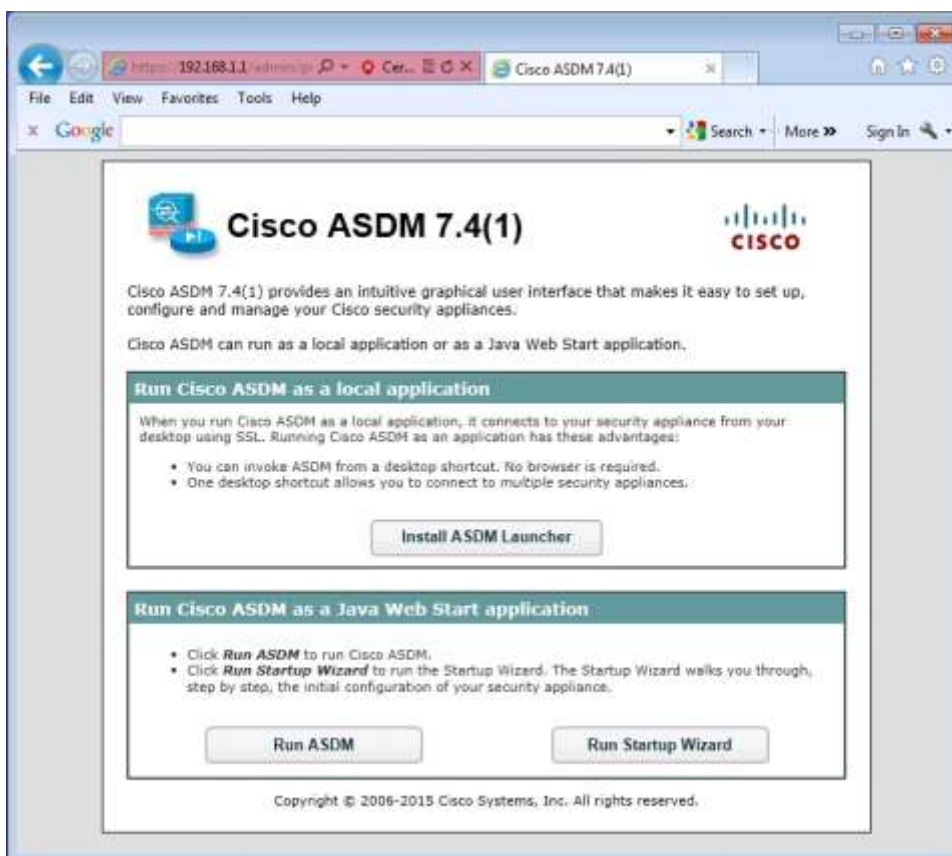 https://192.168.1.1/admin/p
Cer...
Cisco ASDM 7.4(1)
File Edit View Favorites Tools Help
x Google Search More » Sign In
Cisco ASDM 7.4(1)
CISCO
Cisco ASDM 7.4(1) provides an intuitive graphical user interface that makes it easy to set up,
configure and manage your Cisco security appliances.
Cisco ASDM can run as a local application or as a Java Web Start application.
Run Cisco ASDM as a local application
When you run Cisco ASDM as a local application, it connects to your security appliance from your
desktop using SSL. Running Cisco ASDM as an application has these advantages:
• You can invoke ASDM from a desktop shortcut. No browser is required.
• One desktop shortcut allows you to connect to multiple security appliances.
Install ASDM Launcher
Run Cisco ASDM as a Java Web Start application
• Click Run ASDM to run Cisco ASDM.
• Click Run Startup Wizard to run the Startup Wizard. The Startup Wizard walks you through,
step by step, the initial configuration of your security appliance.
Run ASDM
Run Startup Wizard
Copyright © 2006-2015 Cisco Systems, Inc. All rights reserved.